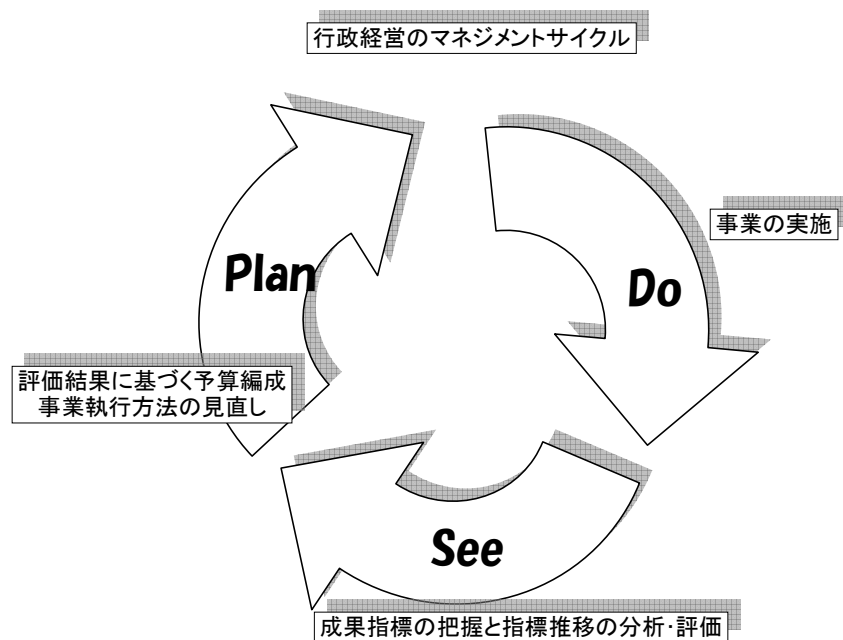 行政経営のマネジメントサイクル
事業の実施
Plan
Do
評価結果に基づく予算編成
事業執行方法の見直し
See
成果指標の把握と指標推移の分析・評価